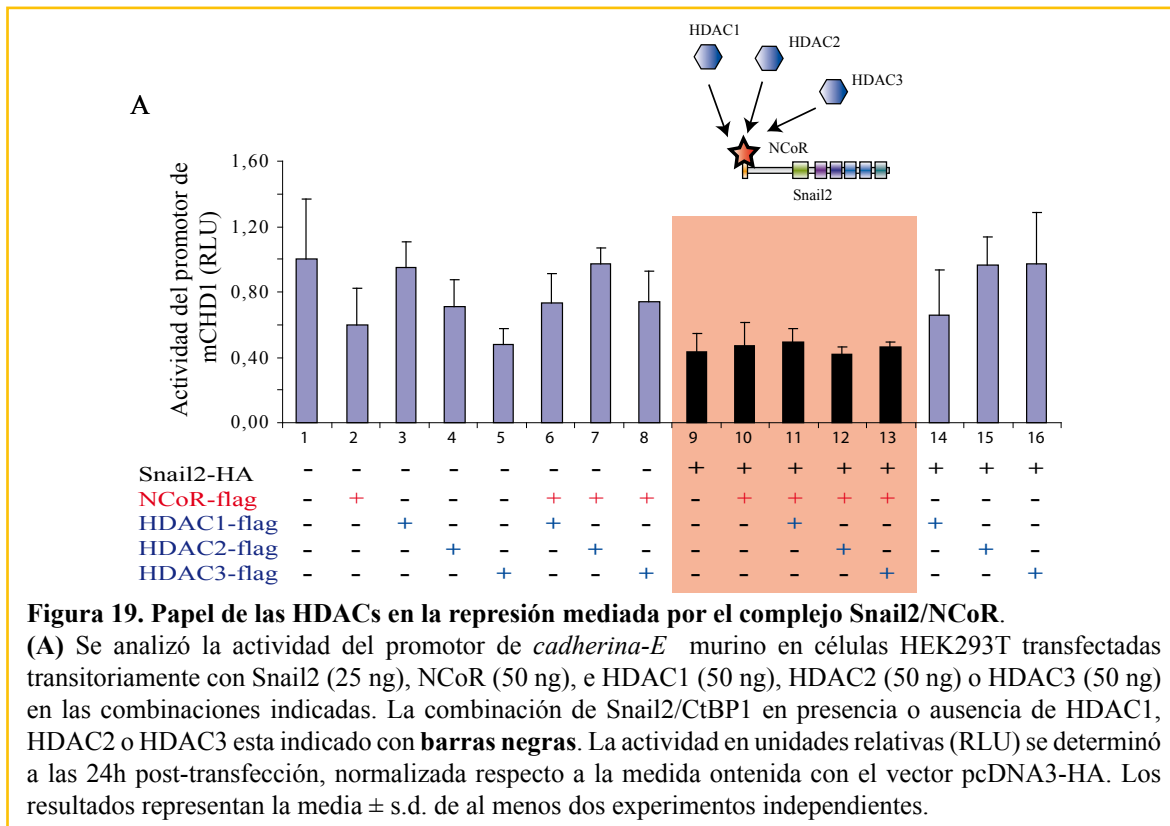 HDAC1
HDAC2
HDAC3
A
NCoR
Snail2
Actividad del promotor de
mCHD1 (RLU)
1,60
1,20
0,80
0,40
0,00
1 2 3 4 5 6 7 8 9 10 11 12 13 14 15 16
Snail2-HA - - - - - - - - + + + + + + + +
NCoR-flag - + - - - + + + - + + + + - - -
HDAC1-flag - - + - - + - - - - + - - + - -
HDAC2-flag - - - + - - + - - - - + - - + -
HDAC3-flag - - - - + - - + - - - - + - - +
Figura 19. Papel de las HDACs en la represión mediada por el complejo Snail2/NCoR.
(A) Se analizó la actividad del promotor de cadherina-E murino en células HEK293T transfectadas
transitoriamente con Snail2 (25 ng), NCoR (50 ng), e HDAC1 (50 ng), HDAC2 (50 ng) o HDAC3 (50 ng)
en las combinaciones indicadas. La combinación de Snail2/CtBP1 en presencia o ausencia de HDAC1,
HDAC2 o HDAC3 esta indicado con barras negras. La actividad en unidades relativas (RLU) se determinó
a las 24h post-transfección, normalizada respecto a la medida ontenida con el vector pcDNA3-HA. Los
resultados representan la media ± s.d. de al menos dos experimentos independientes.